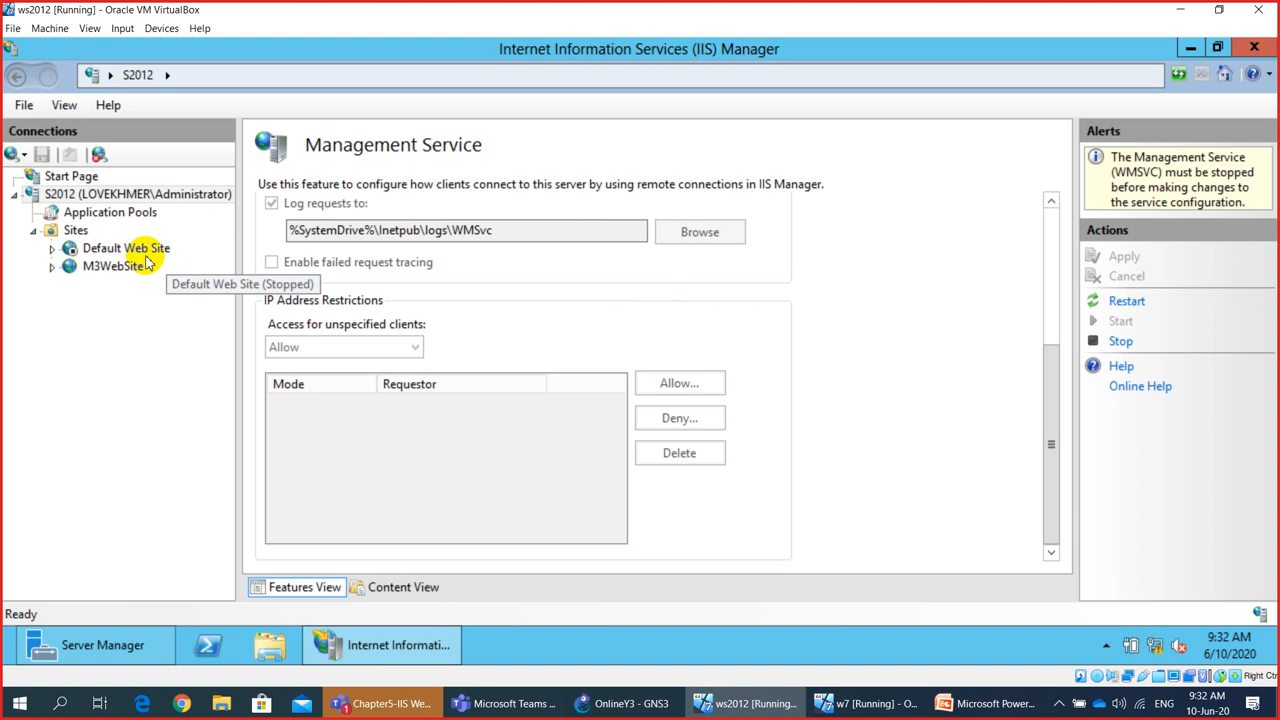 ws2012 [Running] - Oracle VM VirtualBox
File Machine View Input Devices Help
Internet Information Services (IIS) Manager
S2012
File View Help
Connections
Start Page
S2012 (LOVEKHMER\Administrator)
Application Pools
Sites
Default Web Site
M3WebSite
Default Web Site (Stopped)
Management Service
Use this feature to configure how clients connect to this server by using remote connections in IIS Manager.
Log requests to:
%SystemDrive%\Inetpub\logs\WMSvc
Browse
Enable failed request tracing
IP Address Restrictions
Access for unspecified clients:
Allow
Mode Requestor
Allow...
Deny...
Delete
Features View Content View
Alerts
The Management Service
(WMSVC) must be stopped
before making changes to
the service configuration.
Actions
Apply
Cancel
Restart
Start
Stop
Help
Online Help
Ready
Server Manager
Internet Informati...
9:32 AM
6/10/2020
Right Ctr
Chapter5-IIS We...
Microsoft Teams ...
OnlineY3 - GNS3
ws2012 [Running...
w7 [Running] - O...
Microsoft Power...
ENG
9:32 AM
10-Jun-20